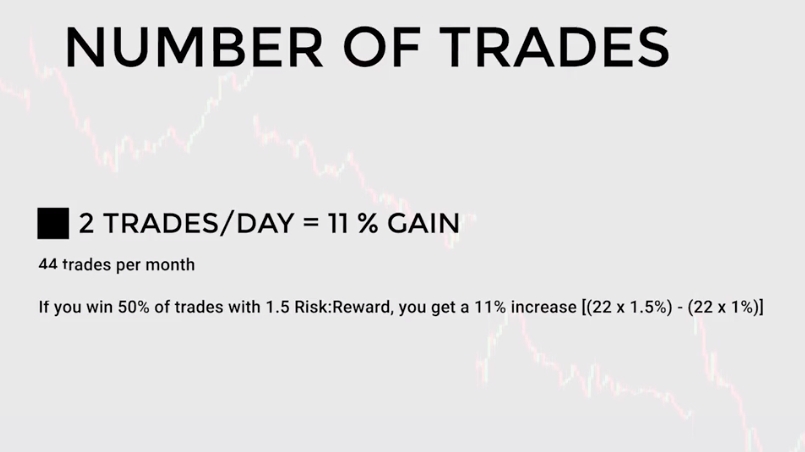 NUMBER OF TRADES
2 TRADES/DAY = 11 % GAIN
44 trades per month
If you win 50% of trades with 1.5 Risk:Reward, you get a 11% increase [(22 x 1.5%) - (22 x 1%)]